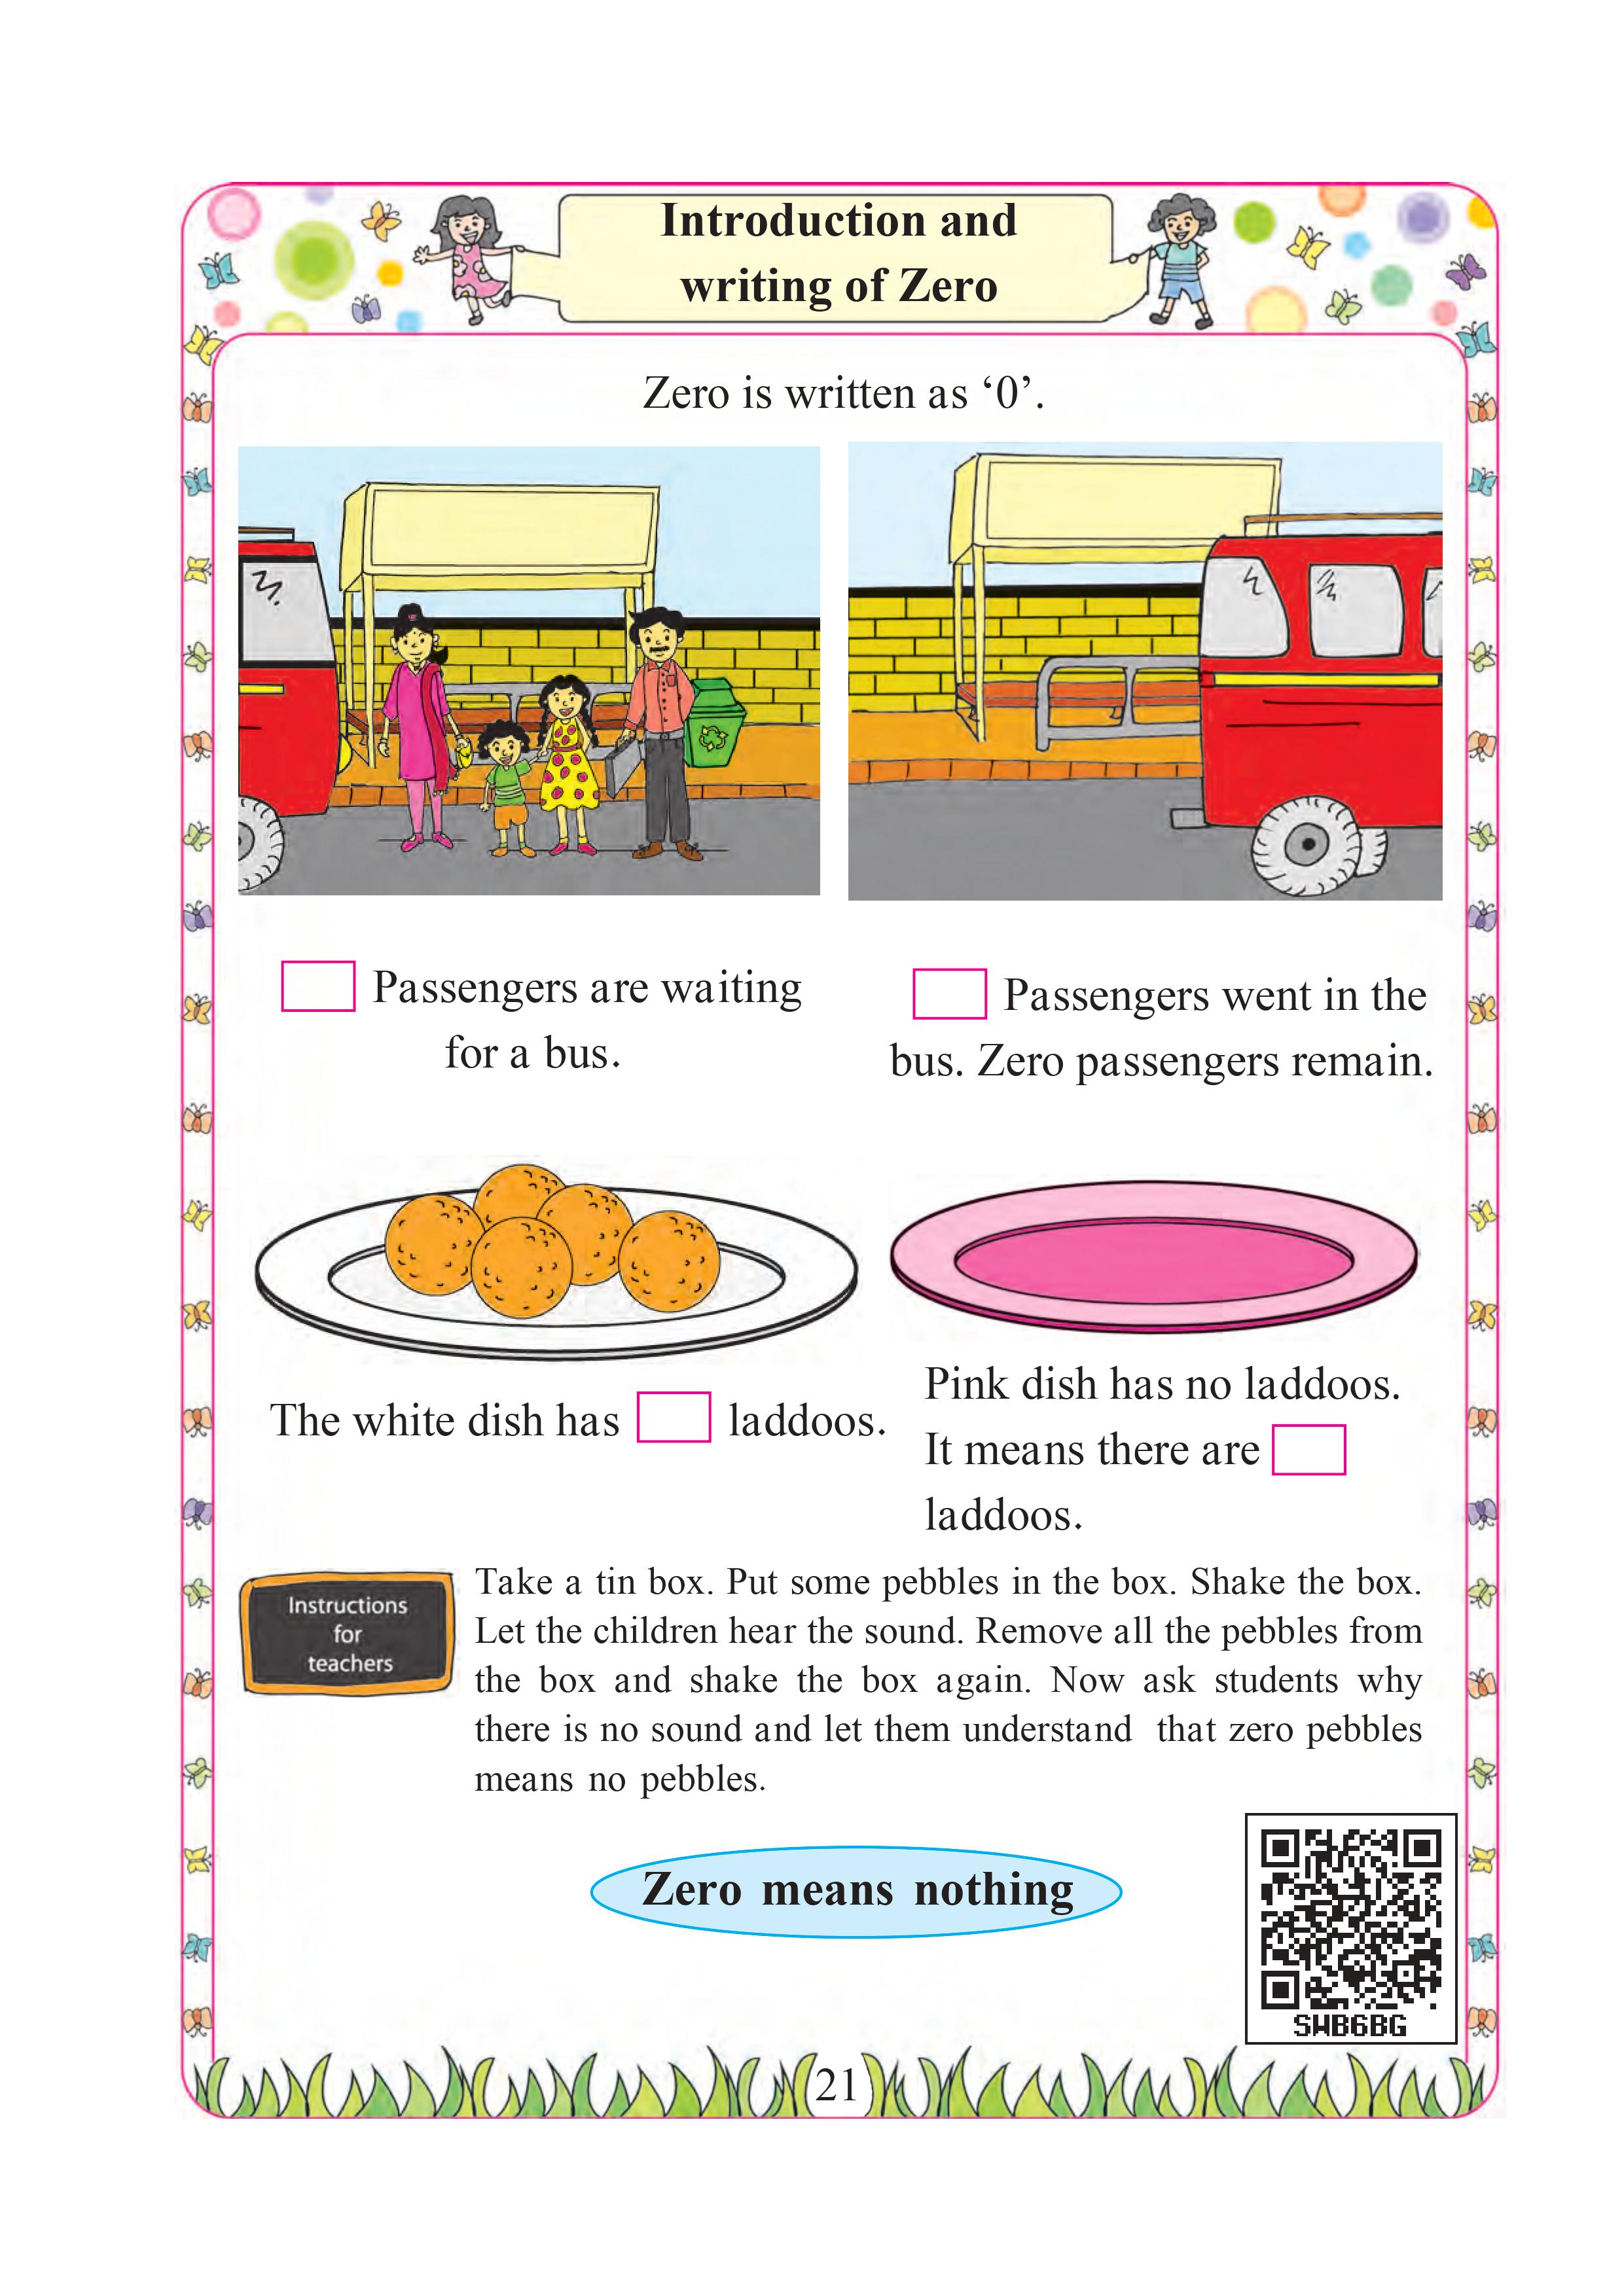 Introduction and
writing of Zero
Zero is written as ‘0’.
Passengers are waiting
for a bus.
Passengers went in the
bus. Zero passengers remain.
The white dish has laddoos.
Pink dish has no laddoos.
It means there are
laddoos.
Instructions
for
teachers
Take a tin box. Put some pebbles in the box. Shake the box.
Let the children hear the sound. Remove all the pebbles from
the box and shake the box again. Now ask students why
there is no sound and let them understand that zero pebbles
means no pebbles.
Zero means nothing
SWB6BG
21